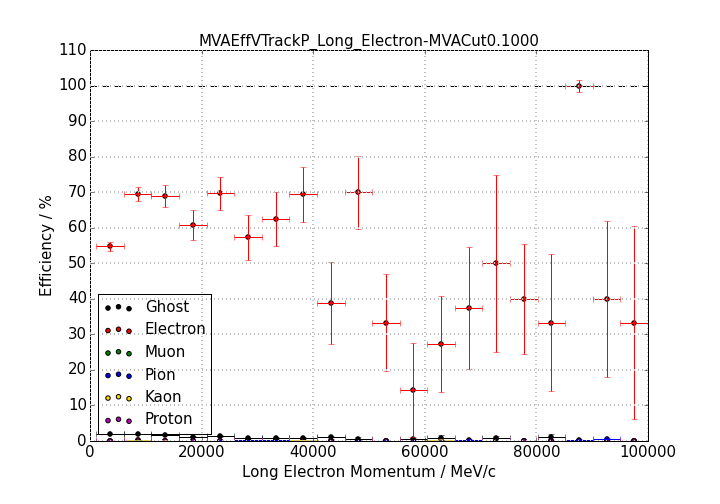 MVAEffVTrackP_Long_Electron-MVACut0.1000
110
100
90
80
70
60
50
40
30
20
10
0
Efficiency / %
Ghost
Electron
Muon
Pion
Kaon
Proton
0 20000 40000 60000 80000 100000
Long Electron Momentum / MeV/c